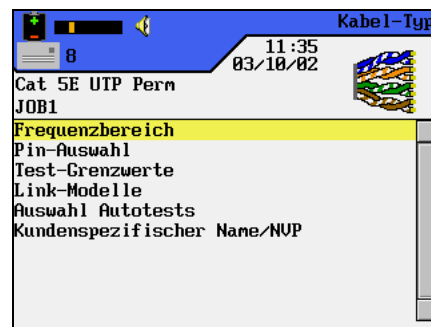 Kabel-Typ
8
11:35
03/10/02
Cat 5E UTP Perm
JOB1
Frequenzbereich
Pin-Auswahl
Test-Grenzwerte
Link-Modelle
Auswahl Autotests
Kundenspezifischer Name/NVP